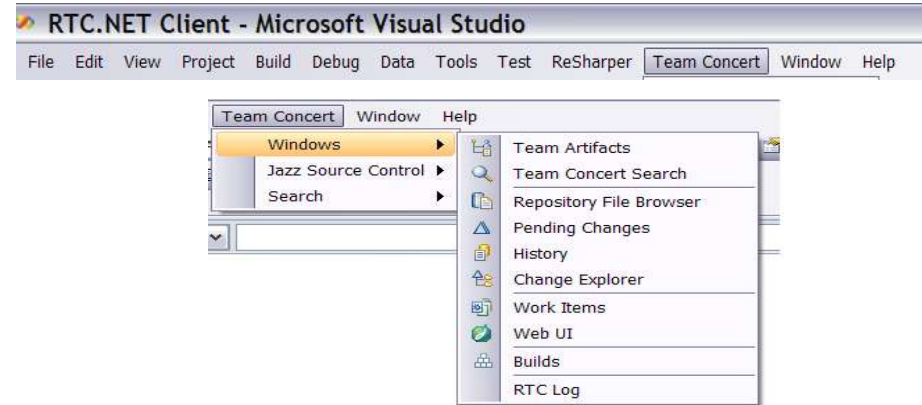 RTC.NET Client - Microsoft Visual Studio
File Edit View Project Build Debug Data Tools Test ReSharper Team Concert Window Help
Team Concert Window Help
Windows
Jazz Source Control
Search
Team Artifacts
Team Concert Search
Repository File Browser
Pending Changes
History
Change Explorer
Work Items
Web UI
Builds
RTC Log